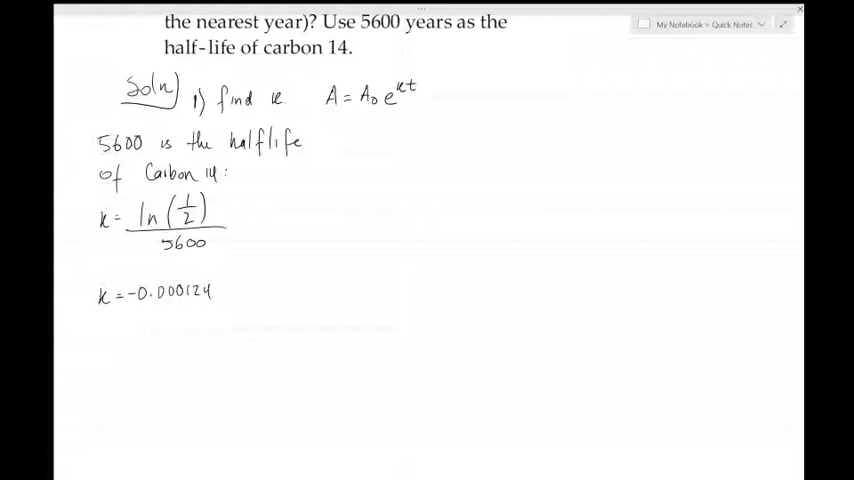 the nearest year)? Use 5600 years as the
half-life of carbon 14.
My Notebook > Quick Notes
Soln
1) find k. A = A₀e^{kt}
5600 is the halflife
of Carbon 14:
k = ln(1/2)/5600
k = -0.000124